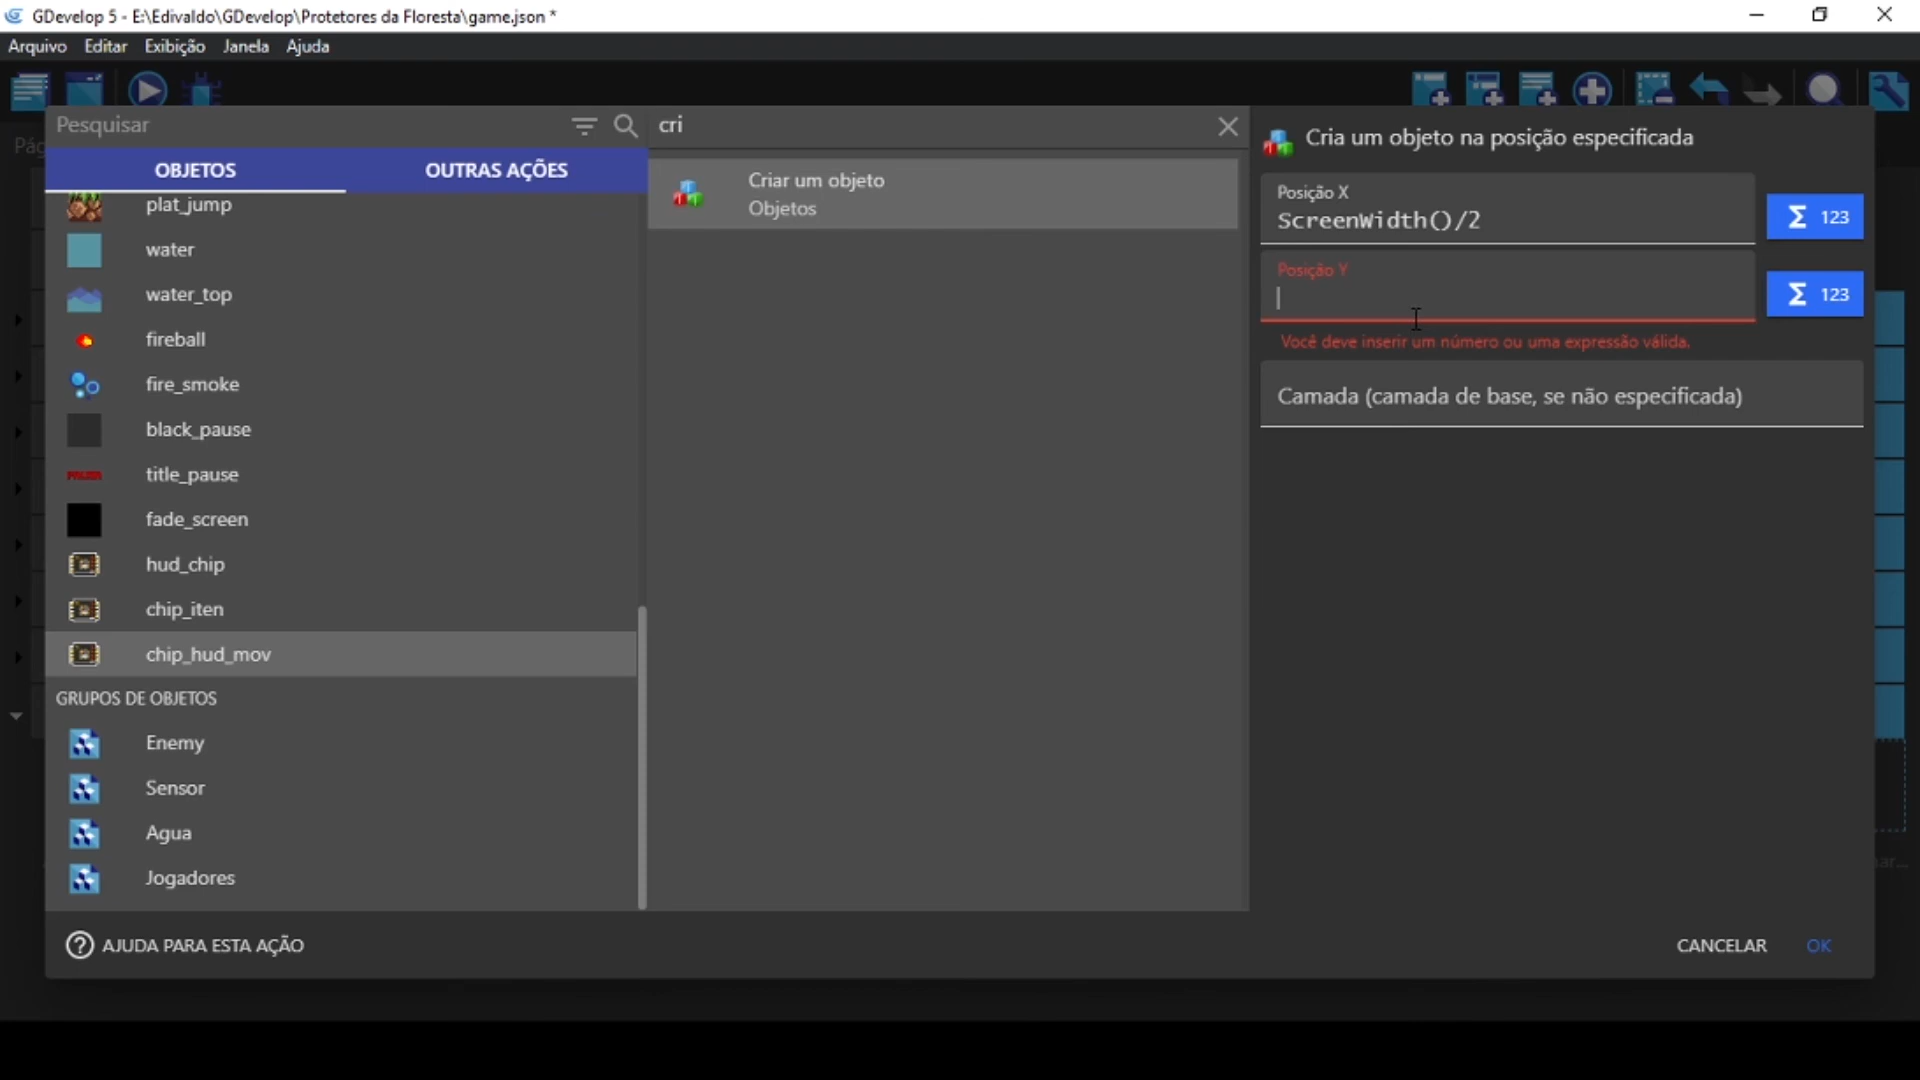 GDevelop 5 - E:\Edivaldo\GDevelop\Protetores da Floresta\game.json *
Arquivo Editar Exibição Janela Ajuda
Pesquisar
cri
OBJETOS
OUTRAS AÇÕES
plat_jump
water
water_top
fireball
fire_smoke
black_pause
title_pause
fade_screen
hud_chip
chip_iten
chip_hud_mov
GRUPOS DE OBJETOS
Enemy
Sensor
Agua
Jogadores
Criar um objeto
Objetos
Cria um objeto na posição especificada
Posição X
ScreenWidth()/2
Σ 123
Posição Y
Σ 123
Você deve inserir um número ou uma expressão válida.
Camada (camada de base, se não especificada)
AJUDA PARA ESTA AÇÃO
CANCELAR
OK